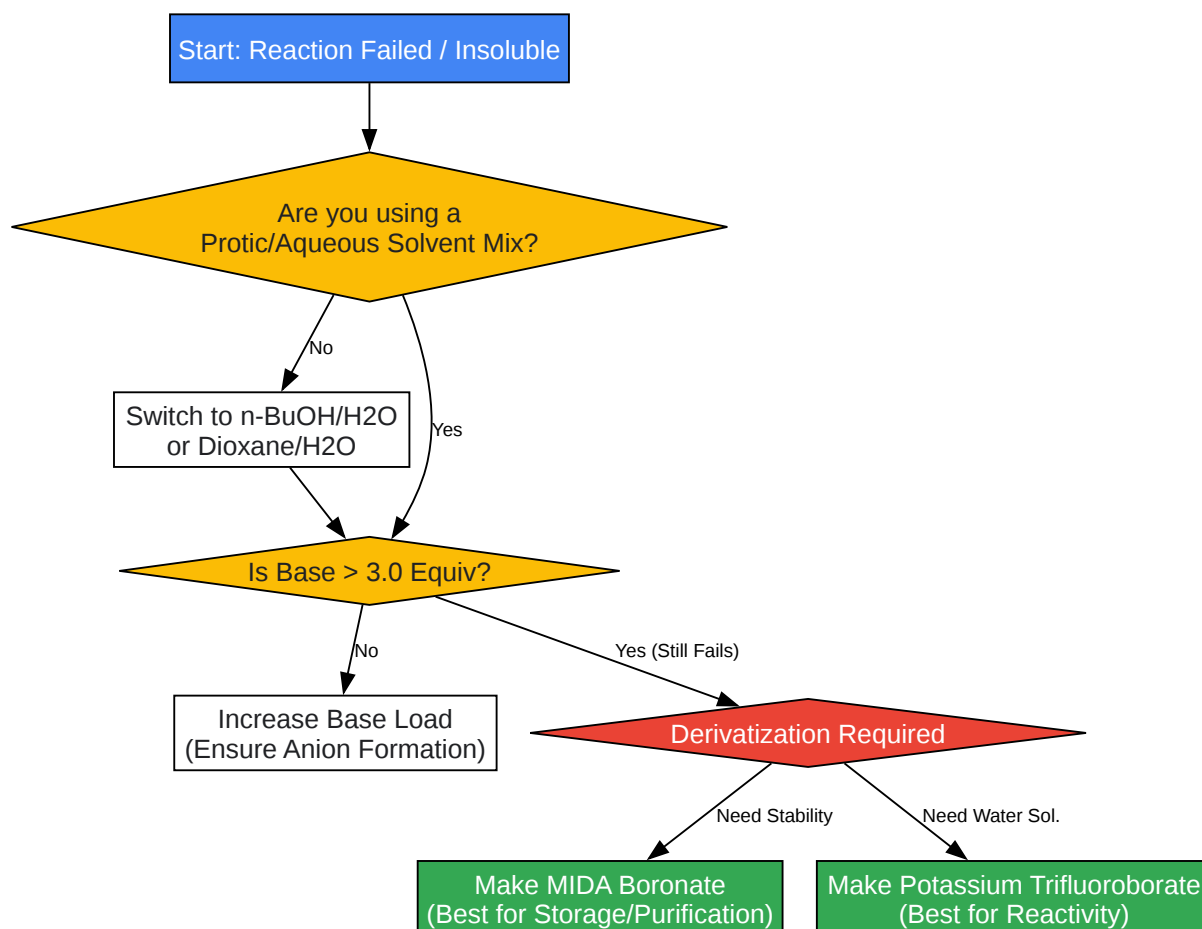 Start: Reaction Failed / Insoluble
Are you using a
Protic/Aqueous Solvent Mix?
No
Switch to n-BuOH/H2O
or Dioxane/H2O
Yes
Is Base > 3.0 Equiv?
No
Yes (Still Fails)
Increase Base Load
(Ensure Anion Formation)
Derivatization Required
Need Stability
Need Water Sol.
Make MIDA Boronate
(Best for Storage/Purification)
Make Potassium Trifluoroborate
(Best for Reactivity)